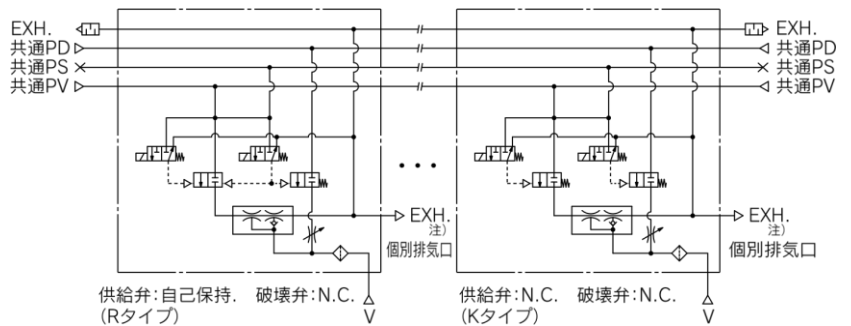 EXH.
共通PD
共通PS
共通PV
EXH.
共通PD
共通PS
共通PV
EXH.
注)
個別排気口
EXH.
注)
個別排気口
供給弁:自己保持.
(Rタイプ)
破壊弁:N.C.
V
供給弁:N.C.
(Kタイプ)
破壊弁:N.C.
V